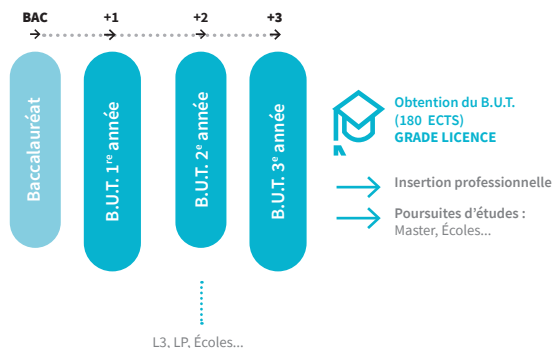 BAC +1 +2 +3
Baccalauréat
B.U.T. 1re année
B.U.T. 2e année
B.U.T. 3e année
Obtention du B.U.T.
(180 ECTS)
GRADE LICENCE
Insertion professionnelle
Poursuites d'études :
Master, Écoles...
L3, LP, Écoles...